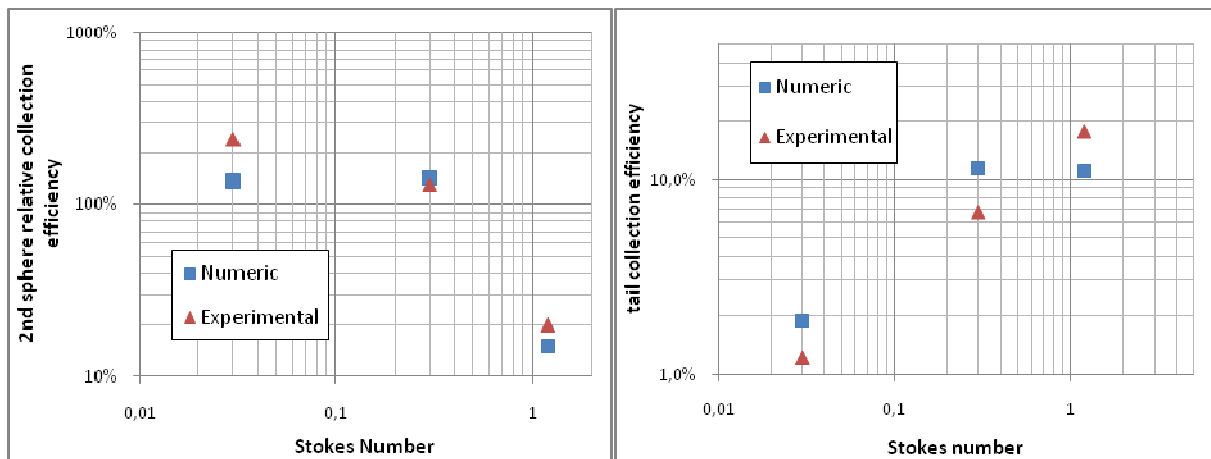 1000%
100%
10%
0,01
0,1
1
2nd sphere relative collection
efficiency
Stokes Number
Numeric
Experimental
10,0%
1,0%
0,01
0,1
1
tail collection efficiency
Stokes number
Numeric
Experimental